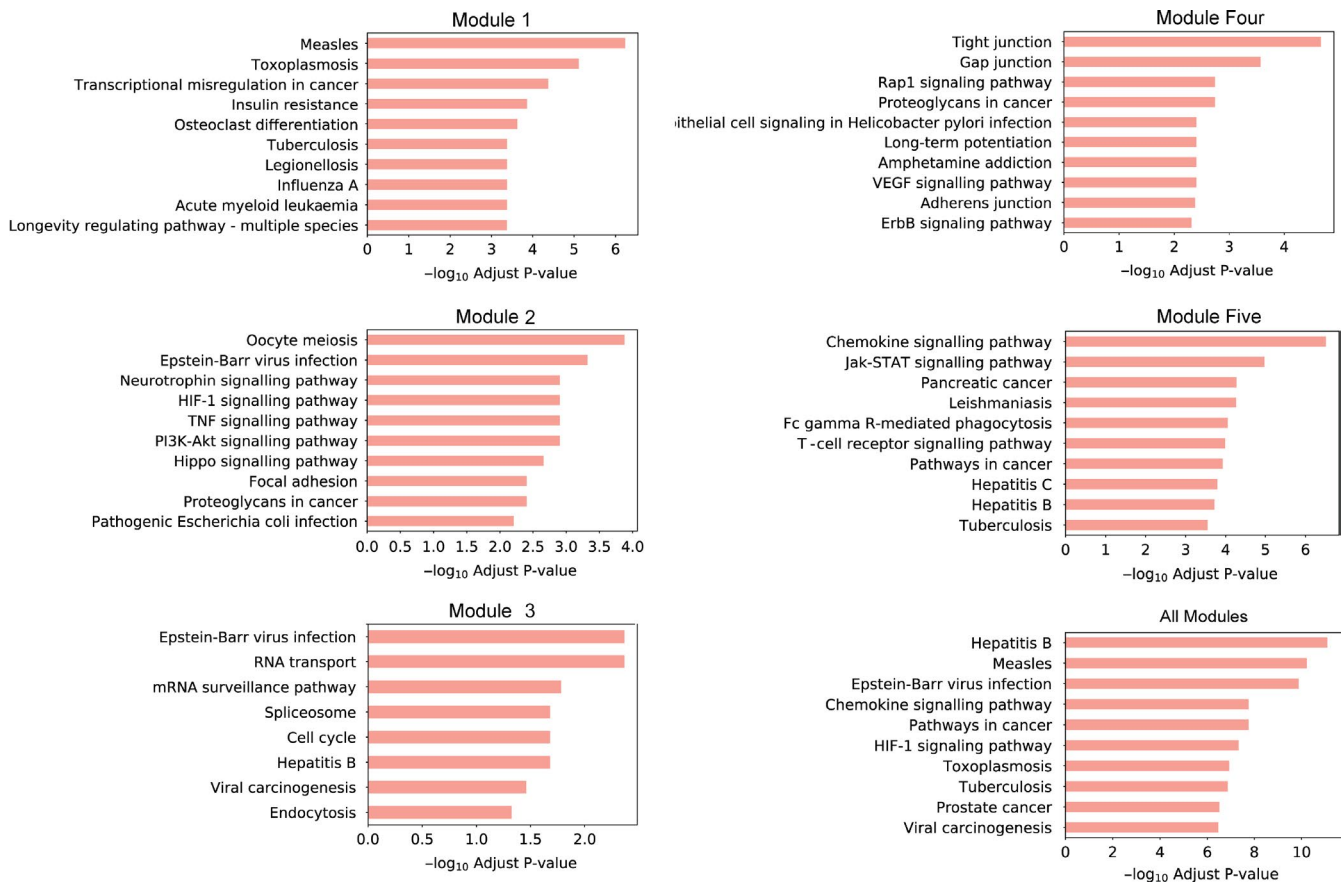 Module 1
Measles
Toxoplasmosis
Transcriptional misregulation in cancer
Insulin resistance
Osteoclast differentiation
Tuberculosis
Legionellosis
Influenza A
Acute myeloid leukaemia
Longevity regulating pathway - multiple species
0 1 2 3 4 5 6
−log₁₀ Adjust P-value
Module 2
Oocyte meiosis
Epstein-Barr virus infection
Neurotrophin signalling pathway
HIF-1 signalling pathway
TNF signalling pathway
PI3K-Akt signalling pathway
Hippo signalling pathway
Focal adhesion
Proteoglycans in cancer
Pathogenic Escherichia coli infection
0.0 0.5 1.0 1.5 2.0 2.5 3.0 3.5 4.0
−log₁₀ Adjust P-value
Module 3
Epstein-Barr virus infection
RNA transport
mRNA surveillance pathway
Spliceosome
Cell cycle
Hepatitis B
Viral carcinogenesis
Endocytosis
0.0 0.5 1.0 1.5 2.0
−log₁₀ Adjust P-value
Module Four
Tight junction
Gap junction
Rap1 signaling pathway
Proteoglycans in cancer
ithelial cell signaling in Helicobacter pylori infection
Long-term potentiation
Amphetamine addiction
VEGF signalling pathway
Adherens junction
ErbB signaling pathway
0 1 2 3 4
−log₁₀ Adjust P-value
Module Five
Chemokine signalling pathway
Jak-STAT signalling pathway
Pancreatic cancer
Leishmaniasis
Fc gamma R-mediated phagocytosis
T-cell receptor signalling pathway
Pathways in cancer
Hepatitis C
Hepatitis B
Tuberculosis
0 1 2 3 4 5 6
−log₁₀ Adjust P-value
All Modules
Hepatitis B
Measles
Epstein-Barr virus infection
Chemokine signalling pathway
Pathways in cancer
HIF-1 signaling pathway
Toxoplasmosis
Tuberculosis
Prostate cancer
Viral carcinogenesis
0 2 4 6 8 10
−log₁₀ Adjust P-value